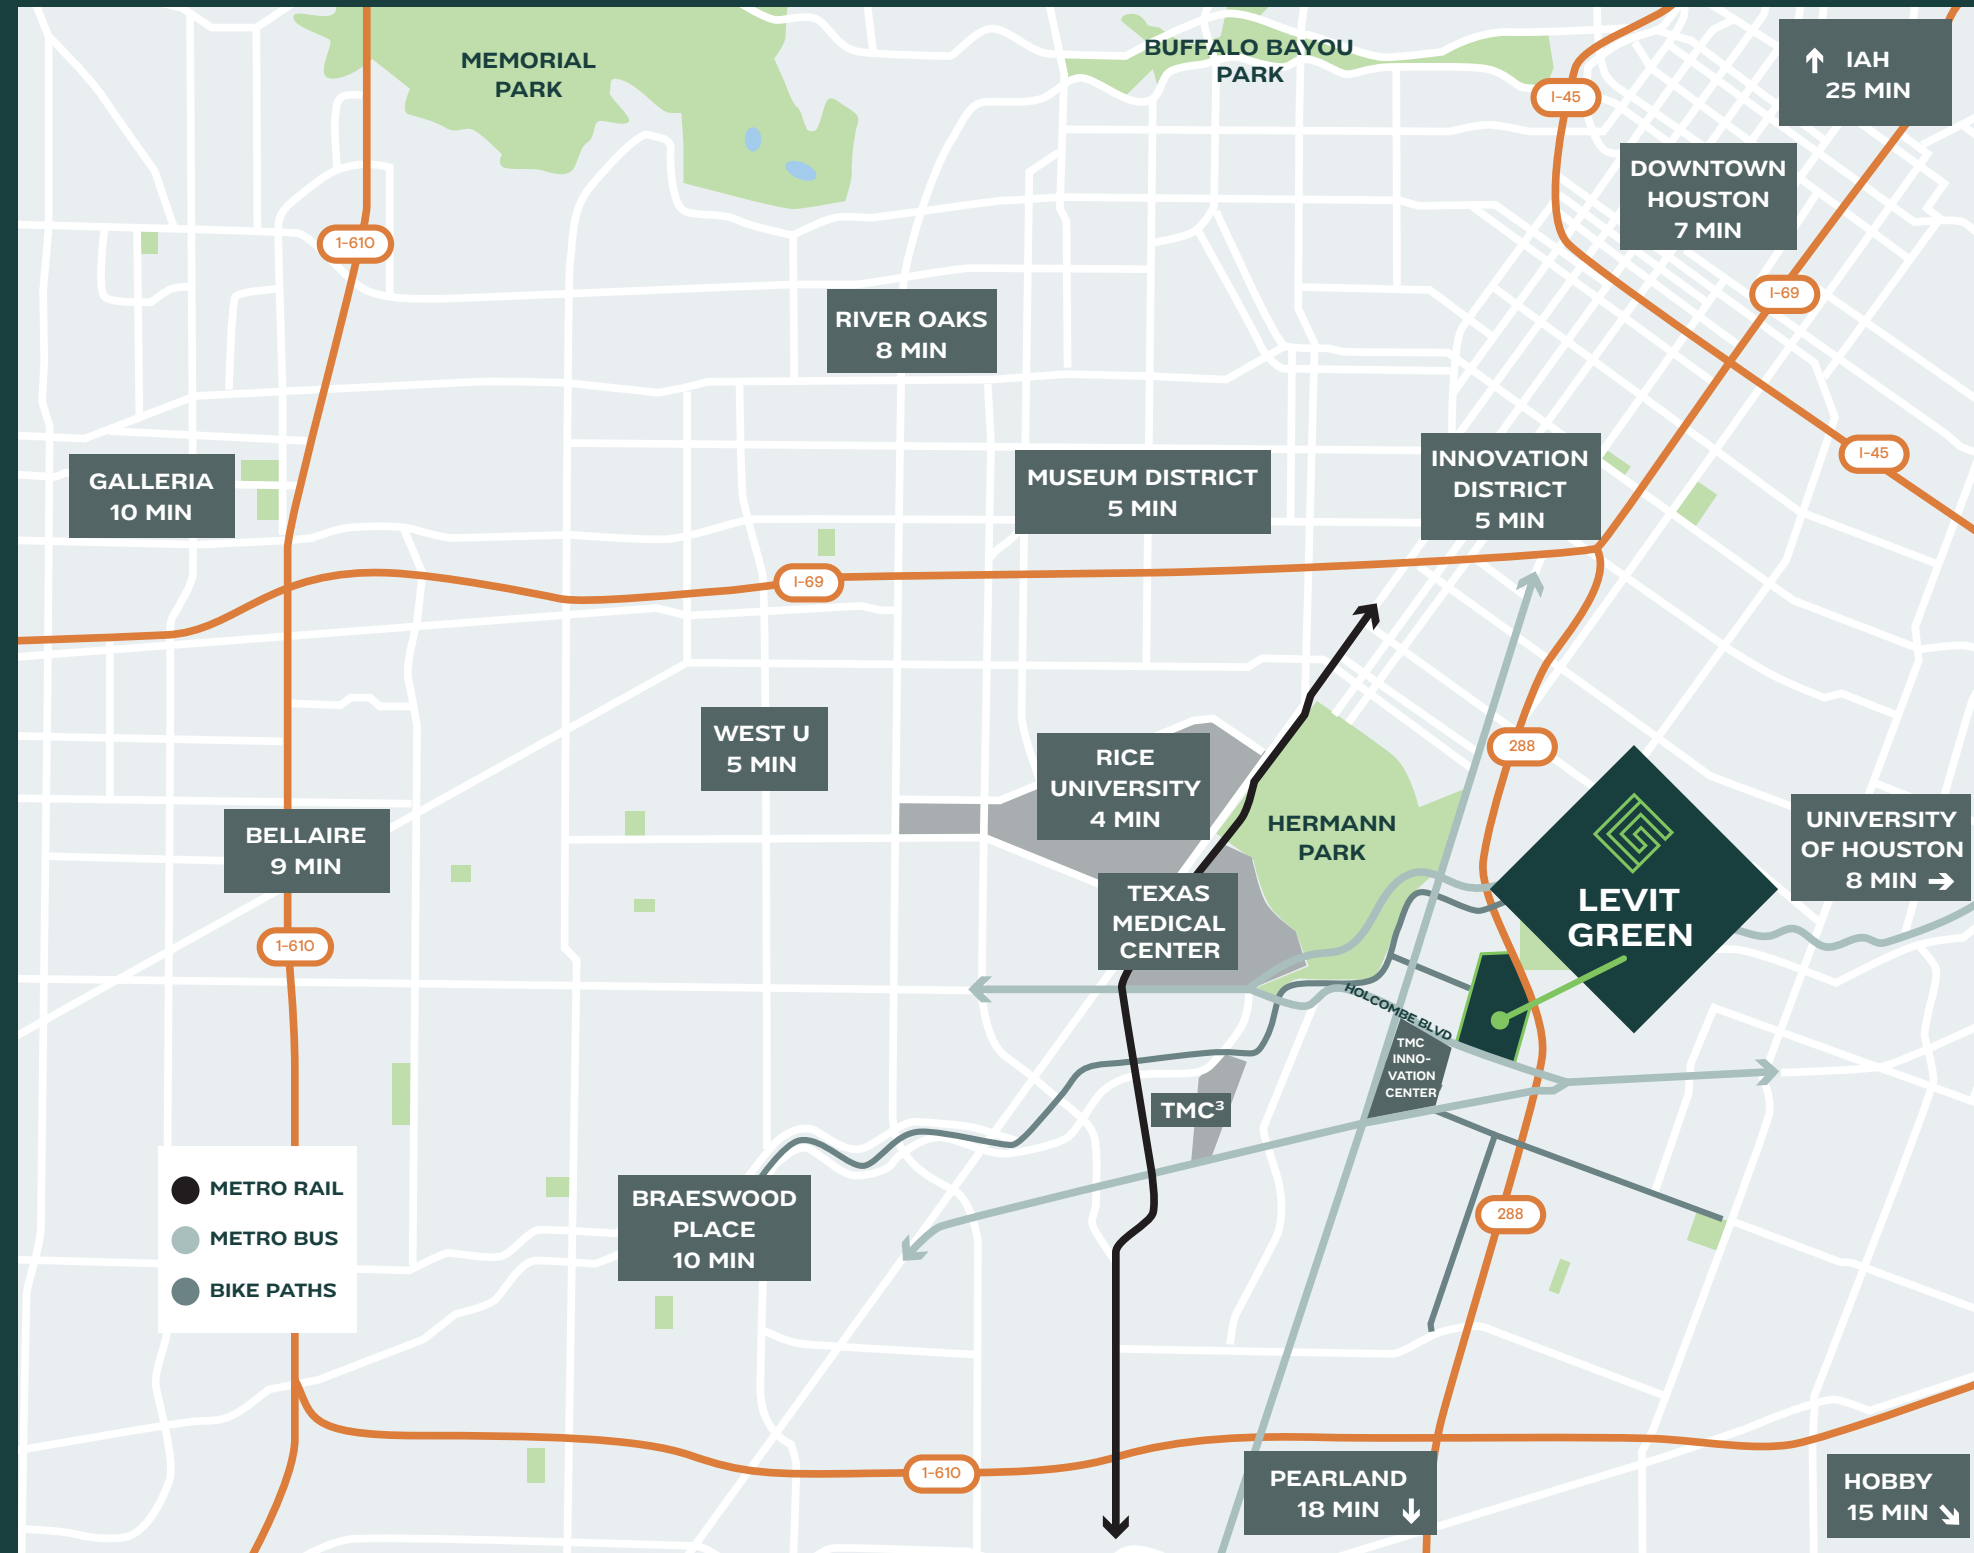 MEMORIAL
PARK
BUFFALO BAYOU
PARK
IAH
25 MIN
I-45
DOWNTOWN
HOUSTON
7 MIN
1-610
I-69
RIVER OAKS
8 MIN
GALLERIA
10 MIN
MUSEUM DISTRICT
5 MIN
INNOVATION
DISTRICT
5 MIN
I-45
I-69
WEST U
5 MIN
RICE
UNIVERSITY
4 MIN
288
HERMANN
PARK
BELLAIRE
9 MIN
UNIVERSITY
OF HOUSTON
8 MIN
LEVIT
GREEN
TEXAS
MEDICAL
CENTER
1-610
HOLCOMBE BLVD
TMC
INNO-
VATION
CENTER
TMC³
METRO RAIL
METRO BUS
BIKE PATHS
BRAESWOOD
PLACE
10 MIN
288
1-610
PEARLAND
18 MIN
HOBBY
15 MIN